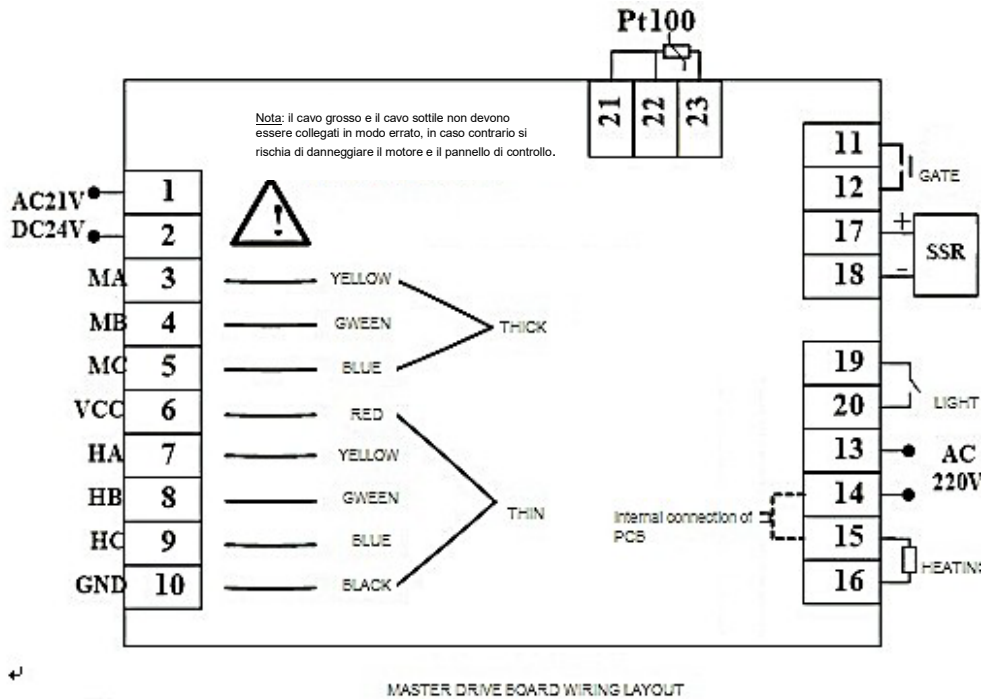 Pt100
21 22 23
Nota: il cavo grosso e il cavo sottile non devono
essere collegati in modo errato, in caso contrario si
rischia di danneggiare il motore e il pannello di controllo.
!
AC21V
DC24V
1
2
MA 3 YELLOW
MB 4 GWEEN
MC 5 BLUE
THICK
VCC 6 RED
HA 7 YELLOW
HB 8 GWEEN
HC 9 BLUE
GND 10 BLACK
THIN
11
12
GATE
17 +
18 -
SSR
19
20
LIGHT
13
14
AC
220V
Internal connection of
PCB
15
16
HEATING
MASTER DRIVE BOARD WIRING LAYOUT